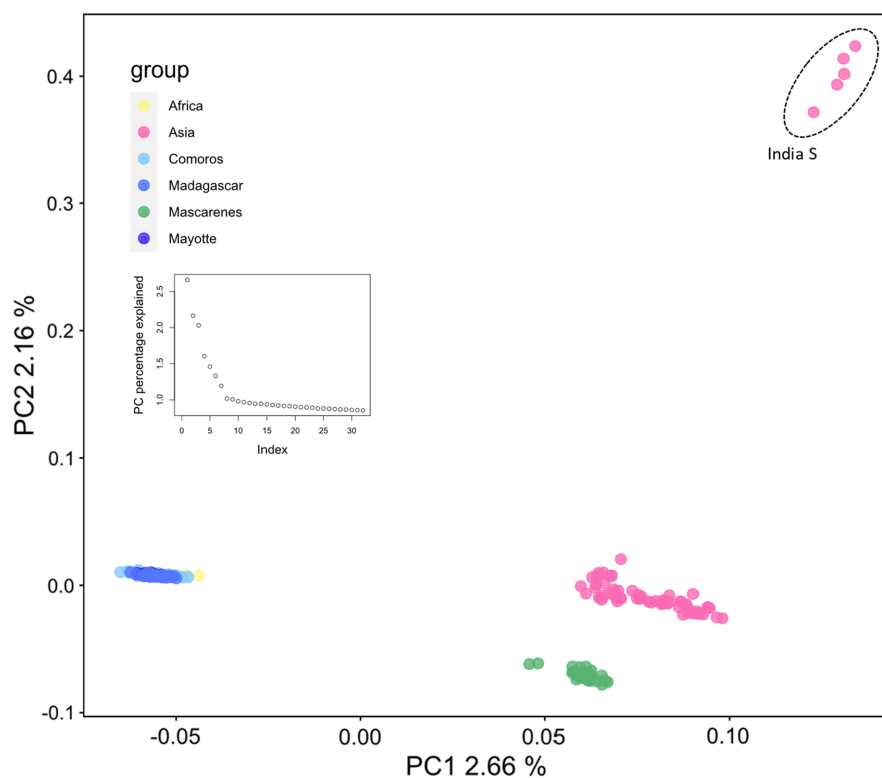 group
Africa
Asia
Comoros
Madagascar
Mascarenes
Mayotte
India S
PC percentage explained
2.5
2.0
1.5
1.0
0 5 10 15 20 25 30
Index
PC2 2.16 %
0.4
0.3
0.2
0.1
0.0
-0.1
-0.05 0.00 0.05 0.10
PC1 2.66 %